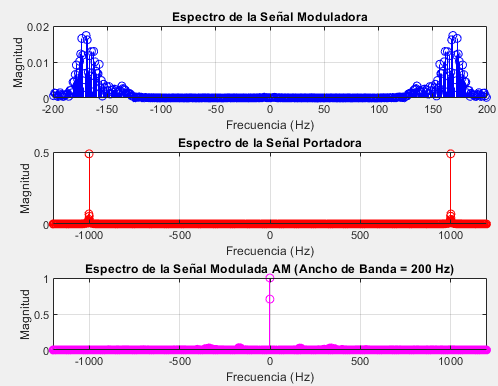 Espectro de la Señal Moduladora
0.02
0.01
0
Magnitud
-200 -150 -100 -50 0 50 100 150 200
Frecuencia (Hz)
Espectro de la Señal Portadora
0.5
0
Magnitud
-1000 -500 0 500 1000
Frecuencia (Hz)
Espectro de la Señal Modulada AM (Ancho de Banda = 200 Hz)
1
0.5
0
Magnitud
-1000 -500 0 500 1000
Frecuencia (Hz)